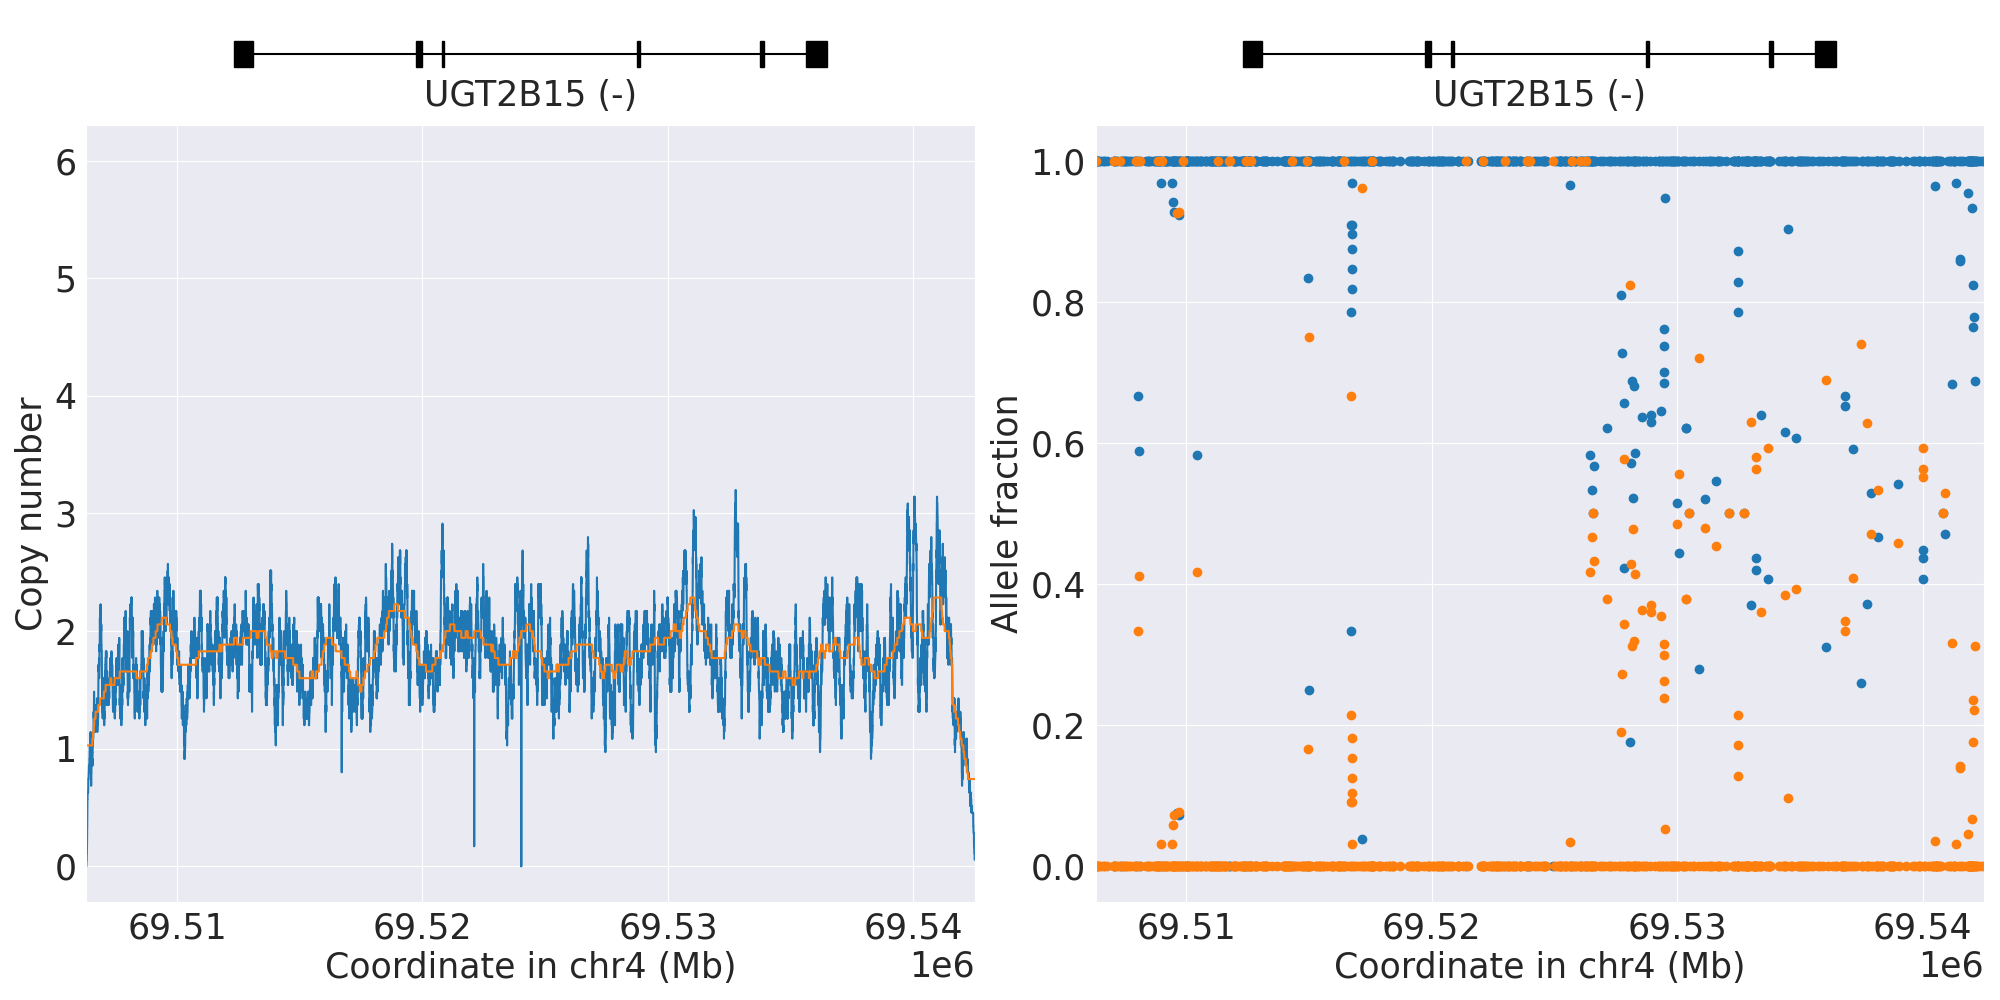 UGT2B15 (-)
6
5
4
3
2
1
0
Copy number
69.51 69.52 69.53 69.54
Coordinate in chr4 (Mb)
1e6
UGT2B15 (-)
1.0
0.8
0.6
0.4
0.2
0.0
Allele fraction
69.51 69.52 69.53 69.54
Coordinate in chr4 (Mb)
1e6